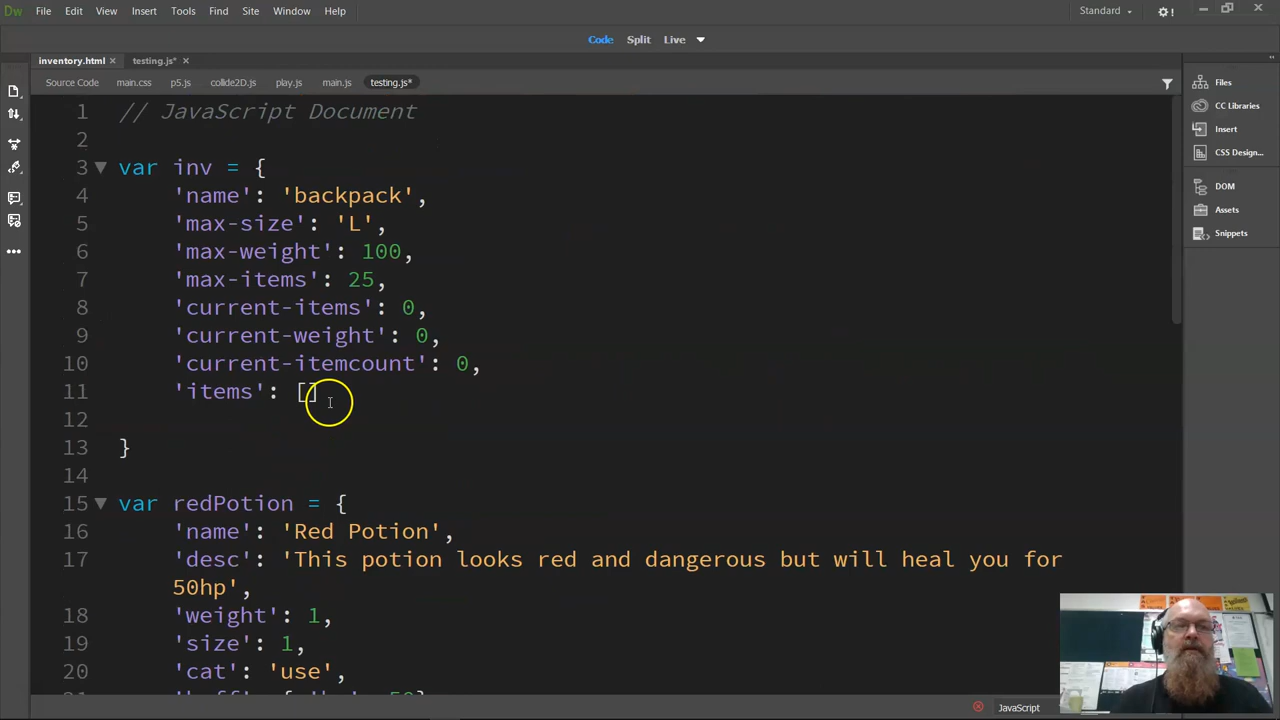 Dw File Edit View Insert Tools Find Site Window Help Standard
Code Split Live
inventory.html testing.js*
Source Code main.css p5.js collide2D.js play.js main.js testing.js*
1 // JavaScript Document
2
3 var inv = {
4 'name': 'backpack',
5 'max-size': 'L',
6 'max-weight': 100,
7 'max-items': 25,
8 'current-items': 0,
9 'current-weight': 0,
10 'current-itemcount': 0,
11 'items': []
12
13 }
14
15 var redPotion = {
16 'name': 'Red Potion',
17 'desc': 'This potion looks red and dangerous but will heal you for
50hp',
18 'weight': 1,
19 'size': 1,
20 'cat': 'use',
Files
CC Libraries
Insert
CSS Design...
DOM
Assets
Snippets
JavaScript